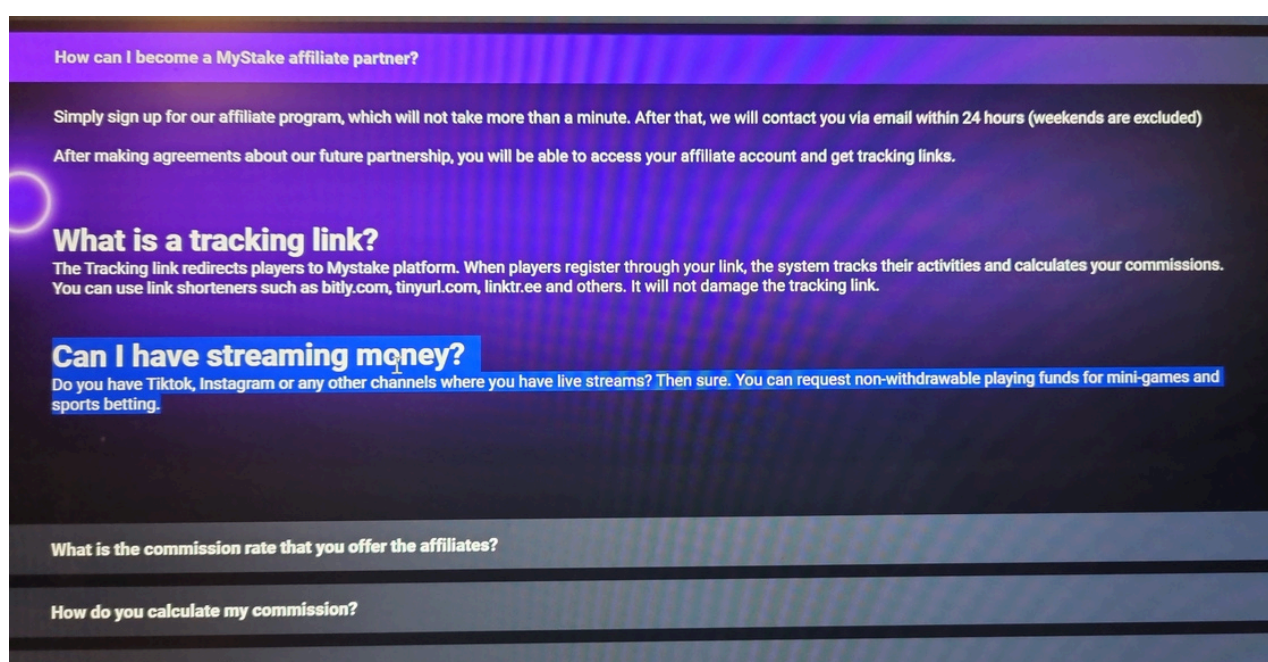 How can I become a MyStake affiliate partner?
Simply sign up for our affiliate program, which will not take more than a minute. After that, we will contact you via email within 24 hours (weekends are excluded)
After making agreements about our future partnership, you will be able to access your affiliate account and get tracking links.
What is a tracking link?
The Tracking link redirects players to Mystake platform. When players register through your link, the system tracks their activities and calculates your commissions.
You can use link shorteners such as bitly.com, tinyurl.com, linktr.ee and others. It will not damage the tracking link.
Can I have streaming money?
Do you have Tiktok, Instagram or any other channels where you have live streams? Then sure. You can request non-withdrawable playing funds for mini-games and
sports betting.
What is the commission rate that you offer the affiliates?
How do you calculate my commission?